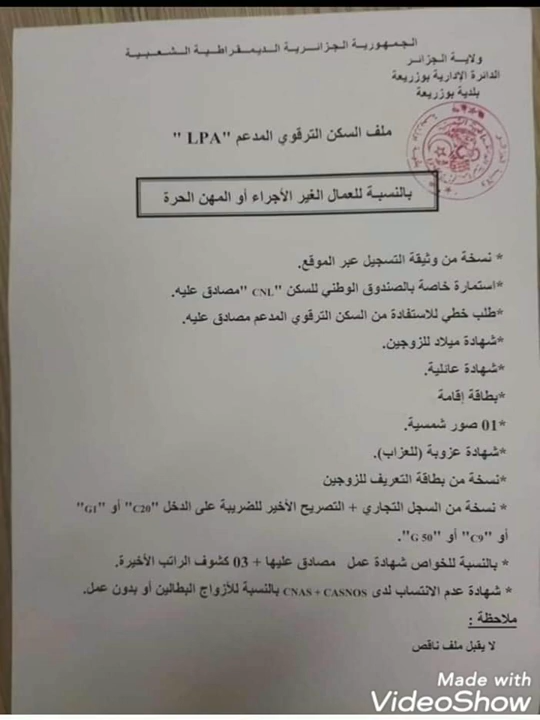 الجمهورية الجزائرية الديمقراطية الشعبية
ولاية الجزائر
الدائرة الإدارية بوزريعة
بلدية بوزريعة
ملف السكن الترقوي المدعم "LPA "
بالنسبة للعمال الغير الأجراء أو المهن الحرة
* نسخة من وثيقة التسجيل عبر الموقع.
*استمارة خاصة بالصندوق الوطني للسكن "CNL "مصادق عليه.
*طلب خطي للاستفادة من السكن الترقوي المدعم مصادق عليه.
*شهادة ميلاد للزوجين.
*شهادة عائلية.
*بطاقة إقامة
*01 صور شمسية.
*شهادة عزوبة (للعزاب).
*نسخة من بطاقة التعريف للزوجين
* نسخة من السجل التجاري + التصريح الأخير للضريبة على الدخل "C20" أو "G1"
أو "C9" أو "G 50".
* بالنسبة للخواص شهادة عمل مصادق عليها + 03 كشوف الراتب الأخيرة.
* شهادة عدم الانتساب لدى CNAS + CASNOS بالنسبة للأزواج البطالين أو بدون عمل.
ملاحظة :
لا يقبل ملف ناقص
Made with
VideoShow